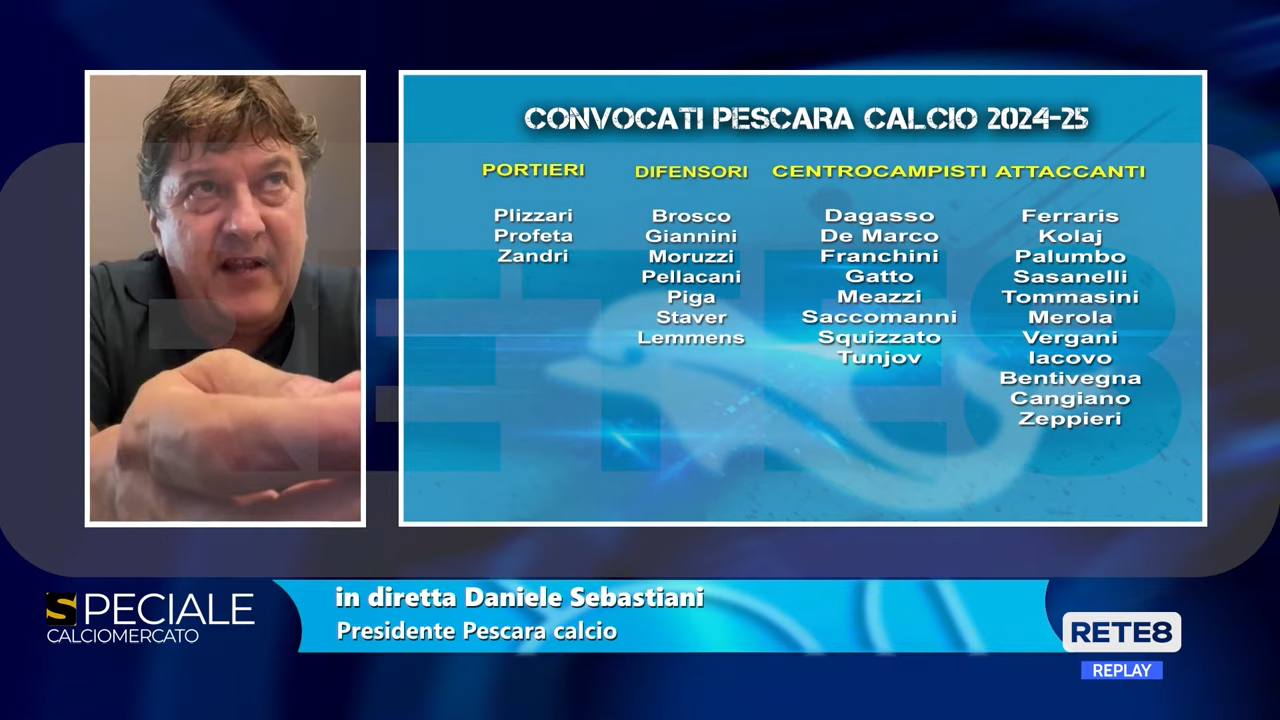 CONVOCATI PESCARA CALCIO 2024-25
PORTIERI
Plizzari
Profeta
Zandri
DIFENSORI
Brosco
Giannini
Moruzzi
Pellacani
Piga
Staver
Lemmens
CENTROCAMPISTI
Dagasso
De Marco
Franchini
Gatto
Meazzi
Saccomanni
Squizzato
Tunjov
ATTACCANTI
Ferraris
Kolaj
Palumbo
Sasanelli
Tommasini
Merola
Vergani
Iacovo
Bentivegna
Cangiano
Zeppieri
RETE8
SPECIALE
CALCIOMERCATO
in diretta Daniele Sebastiani
Presidente Pescara calcio
RETE8
REPLAY